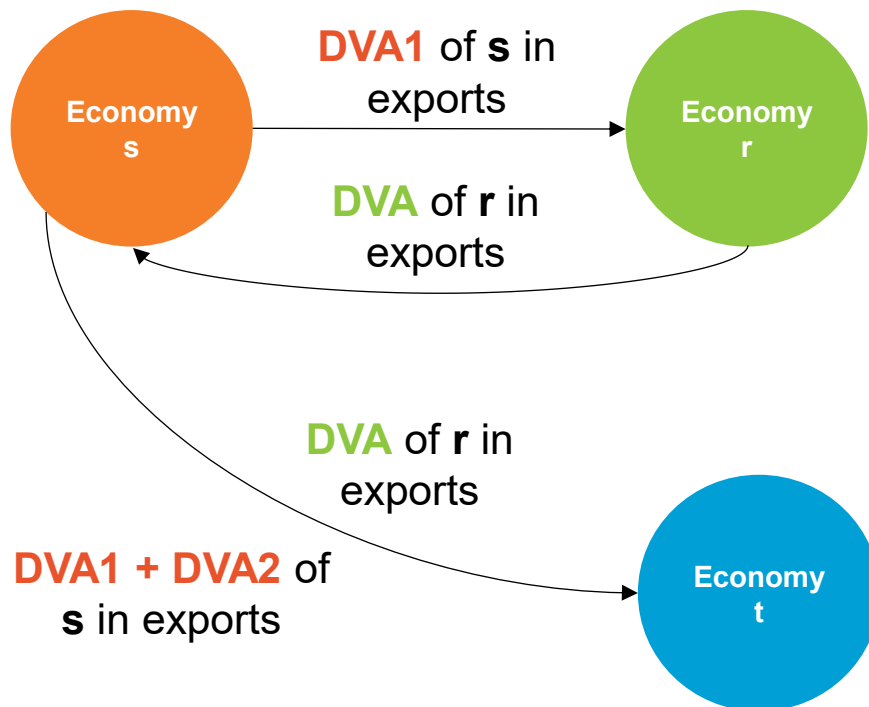 DVA1 of s in
exports
Economy
s
Economy
r
DVA of r in
exports
DVA of r in
exports
DVA1 + DVA2 of
s in exports
Economy
t